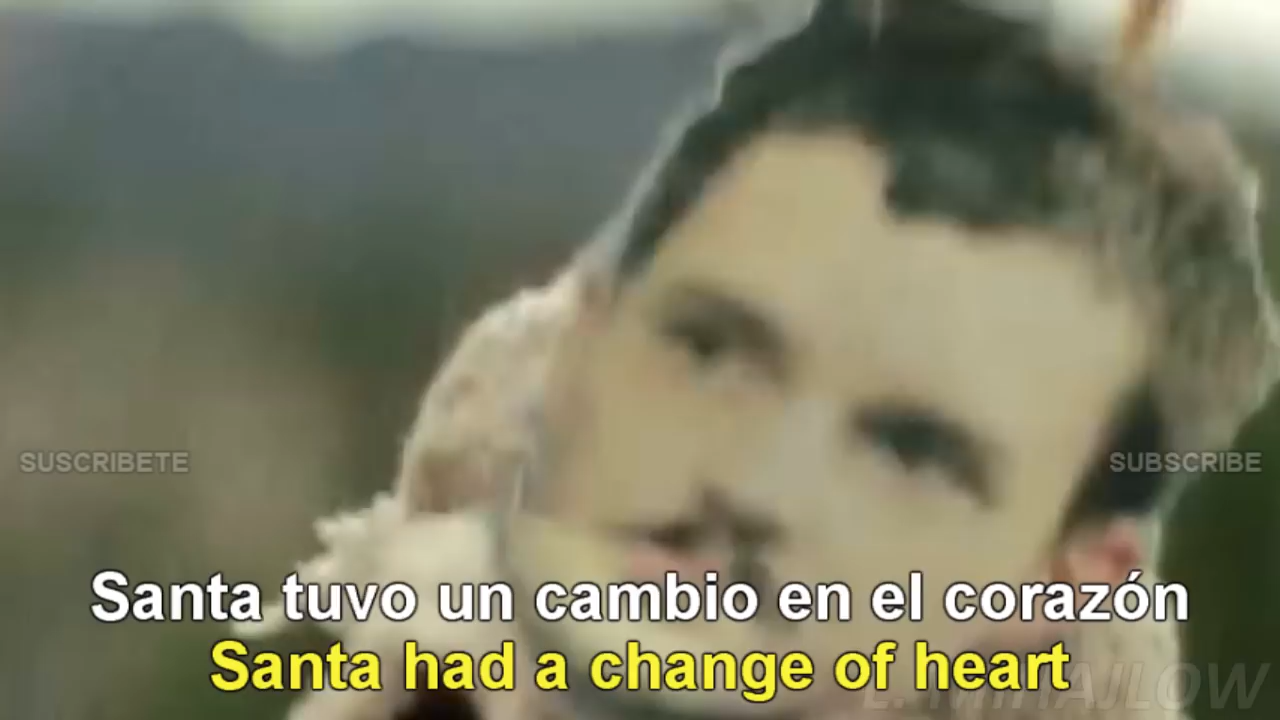 SUSCRIBETE
SUBSCRIBE
Santa tuvo un cambio en el corazón
Santa had a change of heart